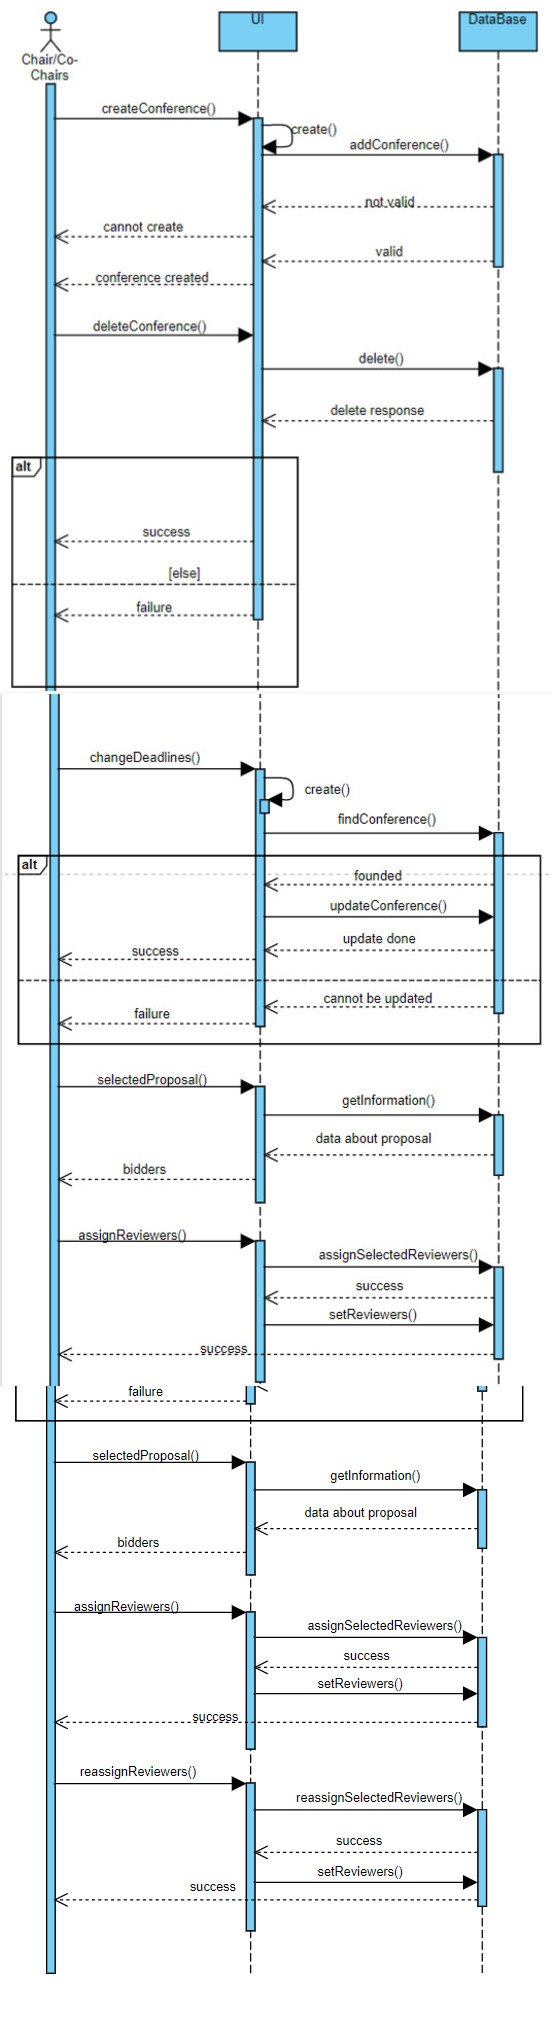 UI
DataBase
Chair/Co-
Chairs
createConference()
create()
addConference()
not valid
cannot create
valid
conference created
deleteConference()
delete()
delete response
alt
success
[else]
failure
changeDeadlines()
create()
findConference()
alt
founded
updateConference()
update done
success
cannot be updated
failure
selectedProposal()
getInformation()
data about proposal
bidders
assignReviewers()
assignSelectedReviewers()
success
setReviewers()
success
failure
selectedProposal()
getInformation()
data about proposal
bidders
assignReviewers()
assignSelectedReviewers()
success
setReviewers()
success
reassignReviewers()
reassignSelectedReviewers()
success
setReviewers()
success